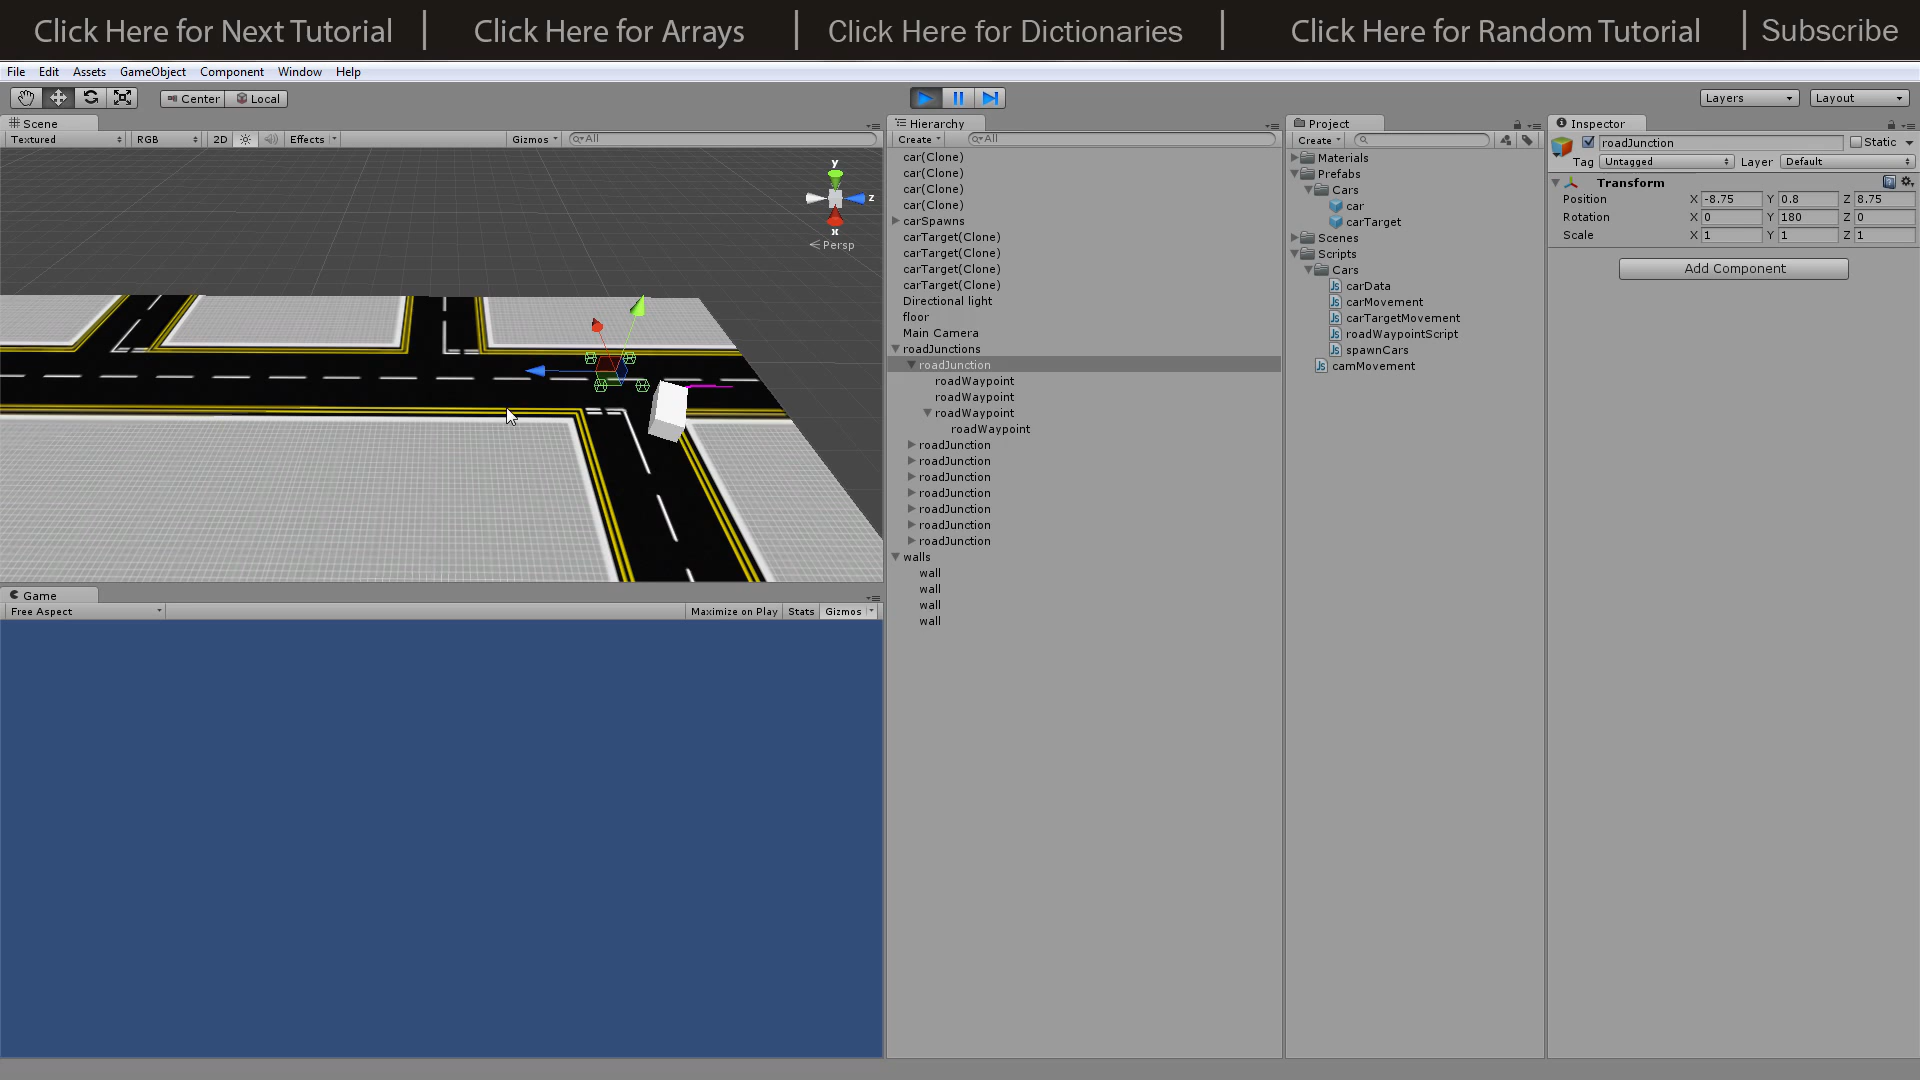 Click Here for Next Tutorial | Click Here for Arrays | Click Here for Dictionaries | Click Here for Random Tutorial | Subscribe
File Edit Assets GameObject Component Window Help
Center Local Layers Layout
Scene
Textured RGB 2D Effects Gizmos All
y
z
x
Persp
Game
Free Aspect Maximize on Play Stats Gizmos
Hierarchy
Create All
car(Clone)
car(Clone)
car(Clone)
car(Clone)
carSpawns
carTarget(Clone)
carTarget(Clone)
carTarget(Clone)
carTarget(Clone)
Directional light
floor
Main Camera
roadJunctions
roadJunction
roadWaypoint
roadWaypoint
roadWaypoint
roadWaypoint
roadJunction
roadJunction
roadJunction
roadJunction
roadJunction
roadJunction
roadJunction
walls
wall
wall
wall
wall
Project
Create
Materials
Prefabs
Cars
car
carTarget
Scenes
Scripts
Cars
Js carData
Js carMovement
Js carTargetMovement
Js roadWaypointScript
Js spawnCars
Js camMovement
Inspector
roadJunction Static
Tag Untagged Layer Default
Transform
Position X -8.75 Y 0.8 Z 8.75
Rotation X 0 Y 180 Z 0
Scale X 1 Y 1 Z 1
Add Component